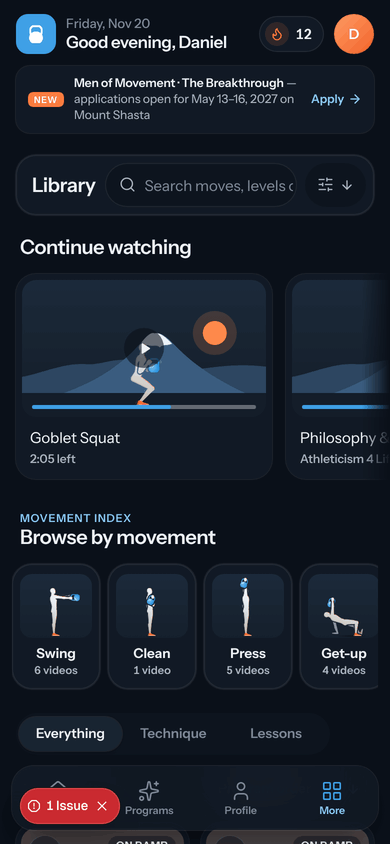 Friday, Nov 20
Good evening, Daniel
12
D
NEW
Men of Movement · The Breakthrough —
applications open for May 13–16, 2027 on
Mount Shasta
Apply →
Library
Search moves, levels
Continue watching
Goblet Squat
2:05 left
Philosophy &
Athleticism 4
MOVEMENT INDEX
Browse by movement
Swing
6 videos
Clean
1 video
Press
5 videos
Get-up
4 videos
Everything
Technique
Lessons
1 Issue
Programs
Profile
More